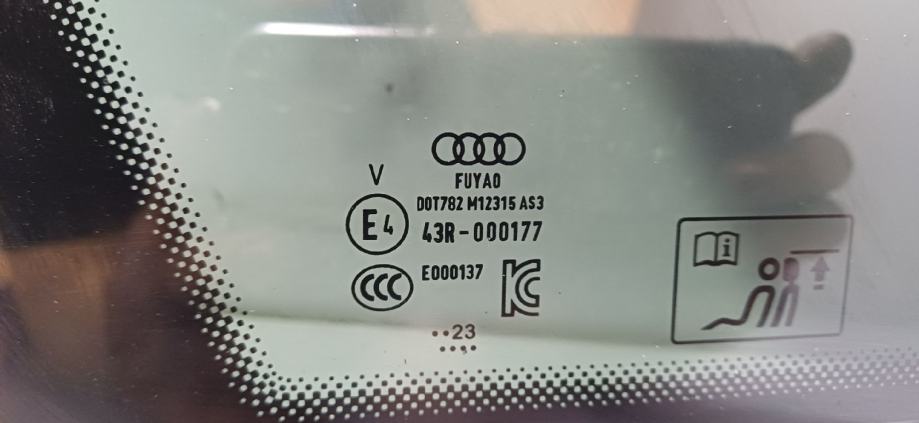 V
FUYAO
DOT782 M12315 AS3
E4
43R-000177
CCC
E000137
KC
••23
••••
i